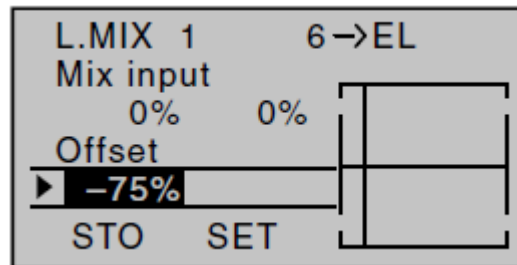 L.MIX 1 6→EL
Mix input
0% 0%
Offset
▶ –75%
STO SET